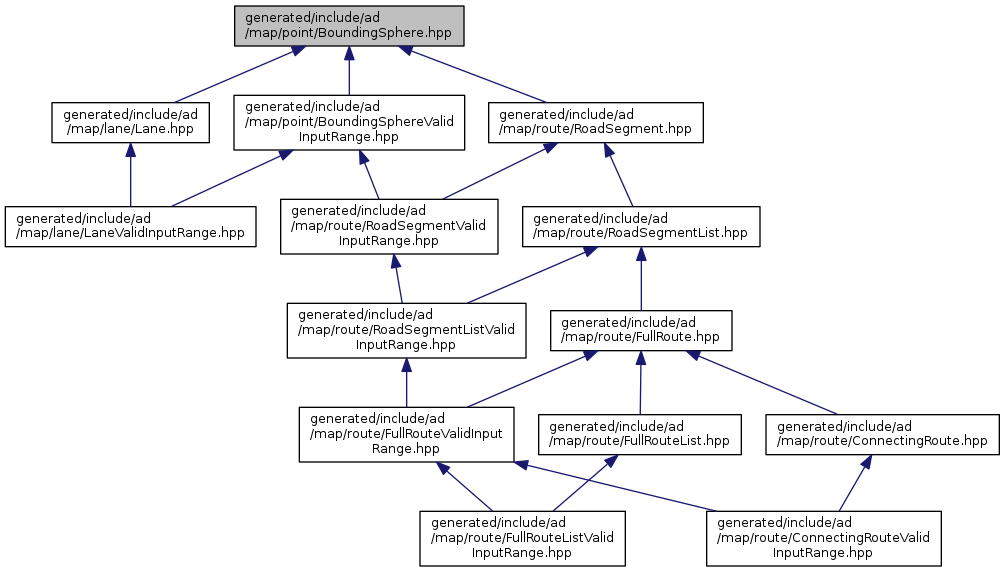 generated/include/ad
/map/point/BoundingSphere.hpp
generated/include/ad
/map/lane/Lane.hpp
generated/include/ad
/map/point/BoundingSphereValid
InputRange.hpp
generated/include/ad
/map/route/RoadSegment.hpp
generated/include/ad
/map/lane/LaneValidInputRange.hpp
generated/include/ad
/map/route/RoadSegmentValid
InputRange.hpp
generated/include/ad
/map/route/RoadSegmentList.hpp
generated/include/ad
/map/route/RoadSegmentListValid
InputRange.hpp
generated/include/ad
/map/route/FullRoute.hpp
generated/include/ad
/map/route/FullRouteValidInput
Range.hpp
generated/include/ad
/map/route/FullRouteList.hpp
generated/include/ad
/map/route/ConnectingRoute.hpp
generated/include/ad
/map/route/FullRouteListValid
InputRange.hpp
generated/include/ad
/map/route/ConnectingRouteValid
InputRange.hpp